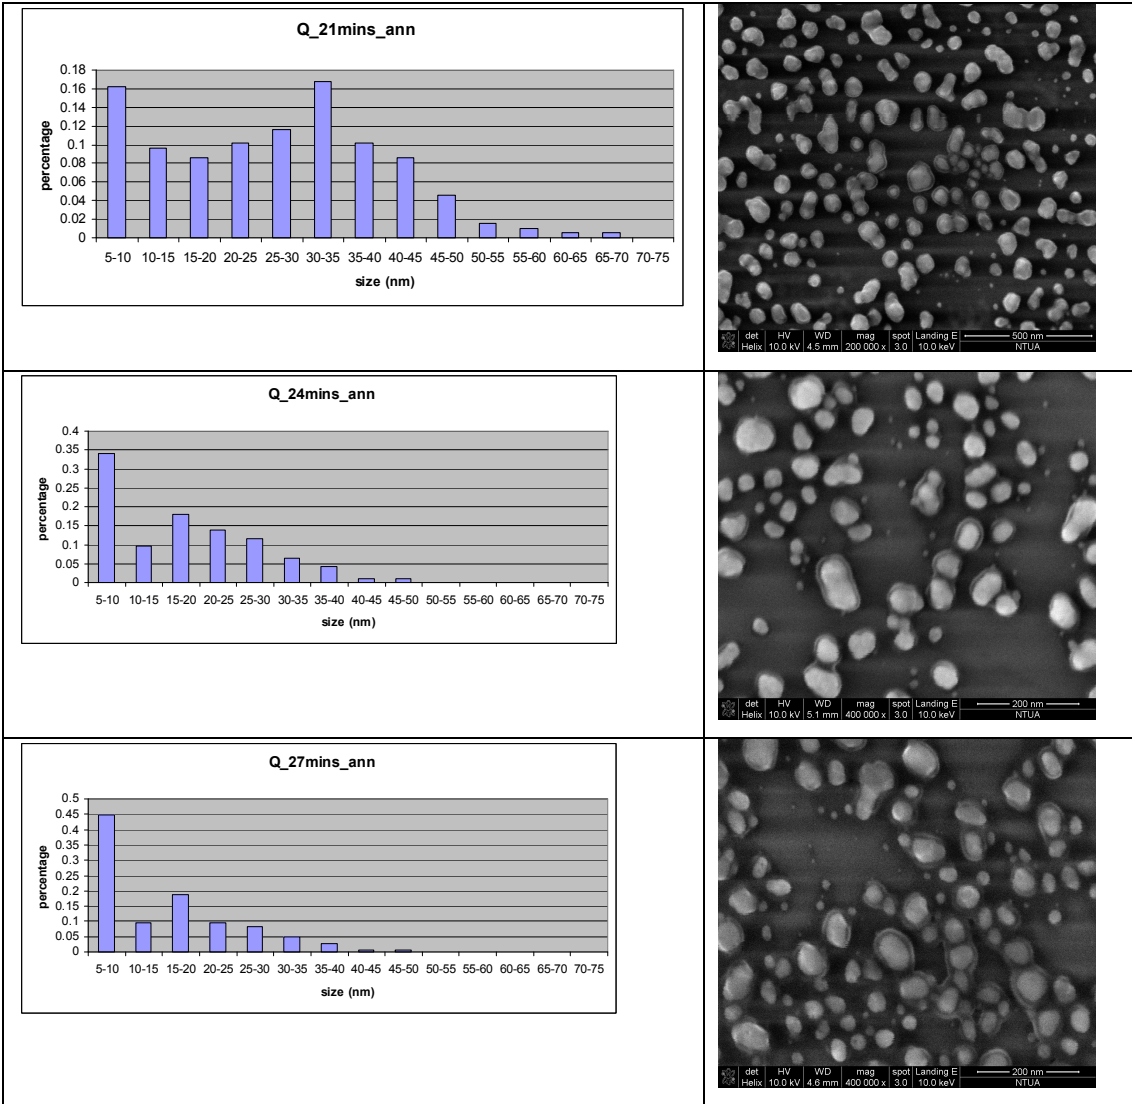 Q_21mins_ann
0.18
0.16
0.14
0.12
0.1
0.08
0.06
0.04
0.02
0
percentage
5-10 10-15 15-20 20-25 25-30 30-35 35-40 40-45 45-50 50-55 55-60 60-65 65-70 70-75
size (nm)
det HV WD mag spot Landing E 500 nm
Helix 10.0 kV 4.5 mm 200 000 x 3.0 10.0 keV NTUA
Q_24mins_ann
0.4
0.35
0.3
0.25
0.2
0.15
0.1
0.05
0
percentage
5-10 10-15 15-20 20-25 25-30 30-35 35-40 40-45 45-50 50-55 55-60 60-65 65-70 70-75
size (nm)
det HV WD mag spot Landing E 200 nm
Helix 10.0 kV 5.1 mm 400 000 x 3.0 10.0 keV NTUA
Q_27mins_ann
0.5
0.45
0.4
0.35
0.3
0.25
0.2
0.15
0.1
0.05
0
percentage
5-10 10-15 15-20 20-25 25-30 30-35 35-40 40-45 45-50 50-55 55-60 60-65 65-70 70-75
size (nm)
det HV WD mag spot Landing E 200 nm
Helix 10.0 kV 4.6 mm 400 000 x 3.0 10.0 keV NTUA